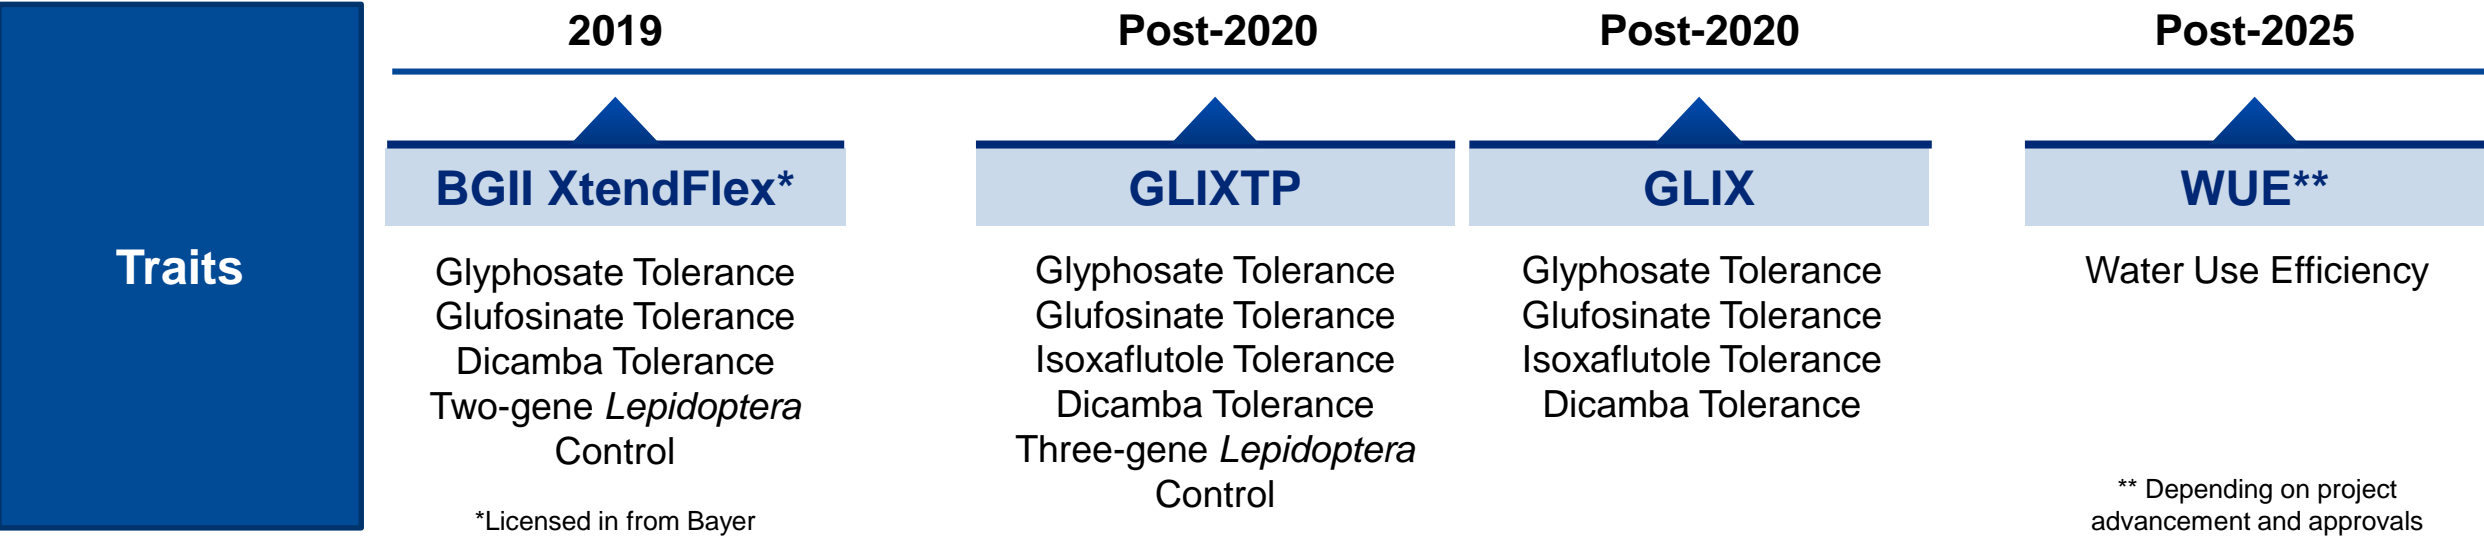 Traits
2019
BGII XtendFlex*
Glyphosate Tolerance
Glufosinate Tolerance
Dicamba Tolerance
Two-gene Lepidoptera
Control
*Licensed in from Bayer
Post-2020
GLIXTP
Glyphosate Tolerance
Glufosinate Tolerance
Isoxaflutole Tolerance
Dicamba Tolerance
Three-gene Lepidoptera
Control
Post-2020
GLIX
Glyphosate Tolerance
Glufosinate Tolerance
Isoxaflutole Tolerance
Dicamba Tolerance
Post-2025
WUE**
Water Use Efficiency
** Depending on project
advancement and approvals